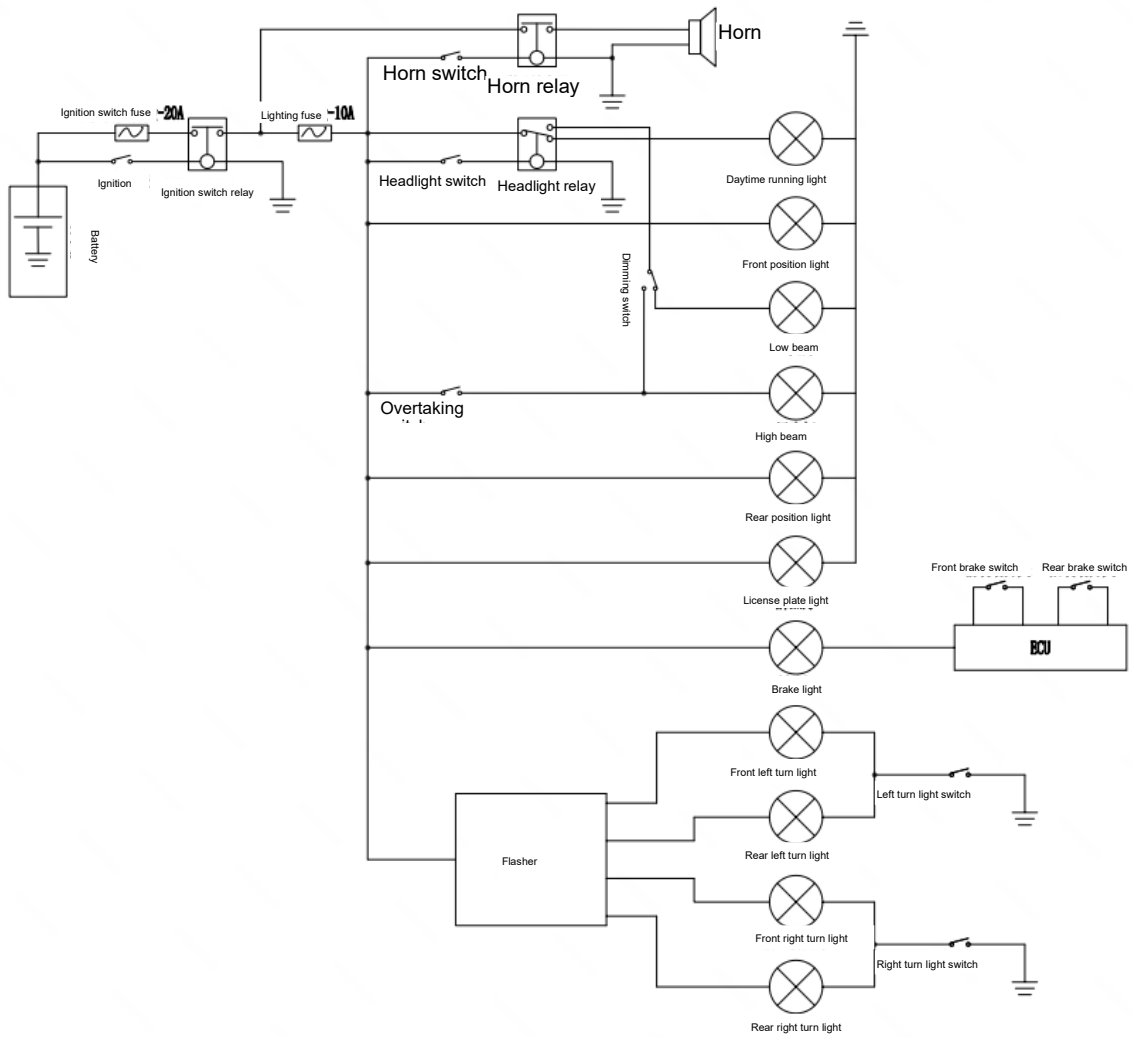 Horn
Horn switch
Horn relay
Ignition switch fuse -20A
Lighting fuse -10A
Ignition
Ignition switch relay
Headlight switch
Headlight relay
Daytime running light
Battery
Front position light
Dimming switch
Low beam
Overtaking
High beam
Rear position light
Front brake switch
Rear brake switch
License plate light
ECU
Brake light
Front left turn light
Left turn light switch
Rear left turn light
Flasher
Front right turn light
Right turn light switch
Rear right turn light